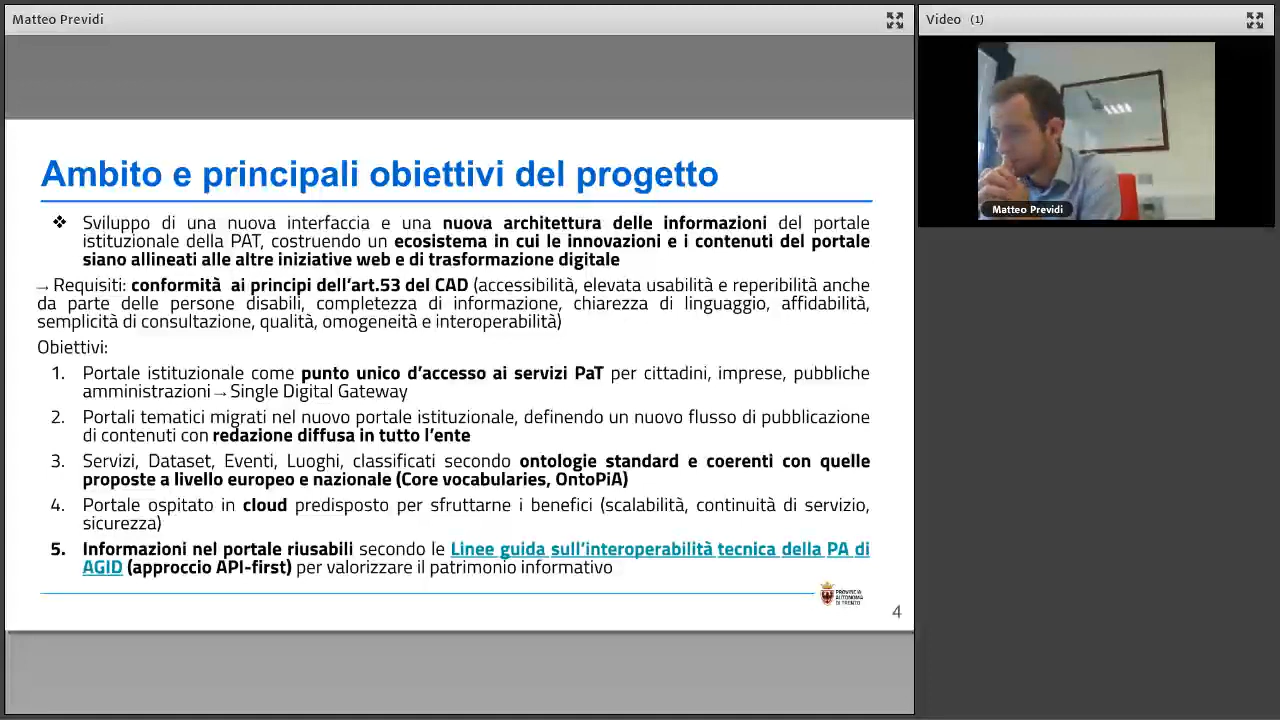 Matteo Previdi
Video (1)
Matteo Previdi
Ambito e principali obiettivi del progetto
❖ Sviluppo di una nuova interfaccia e una nuova architettura delle informazioni del portale
istituzionale della PAT, costruendo un ecosistema in cui le innovazioni e i contenuti del portale
siano allineati alle altre iniziative web e di trasformazione digitale
→Requisiti: conformità ai principi dell’art.53 del CAD (accessibilità, elevata usabilità e reperibilità anche
da parte delle persone disabili, completezza di informazione, chiarezza di linguaggio, affidabilità,
semplicità di consultazione, qualità, omogeneità e interoperabilità)
Obiettivi:
1. Portale istituzionale come punto unico d’accesso ai servizi PaT per cittadini, imprese, pubbliche
amministrazioni→Single Digital Gateway
2. Portali tematici migrati nel nuovo portale istituzionale, definendo un nuovo flusso di pubblicazione
di contenuti con redazione diffusa in tutto l’ente
3. Servizi, Dataset, Eventi, Luoghi, classificati secondo ontologie standard e coerenti con quelle
proposte a livello europeo e nazionale (Core vocabularies, OntoPiA)
4. Portale ospitato in cloud predisposto per sfruttarne i benefici (scalabilità, continuità di servizio,
sicurezza)
5. Informazioni nel portale riusabili secondo le Linee guida sull’interoperabilità tecnica della PA di
AGID (approccio API-first) per valorizzare il patrimonio informativo
PROVINCIA
AUTONOMA
DI TRENTO
4